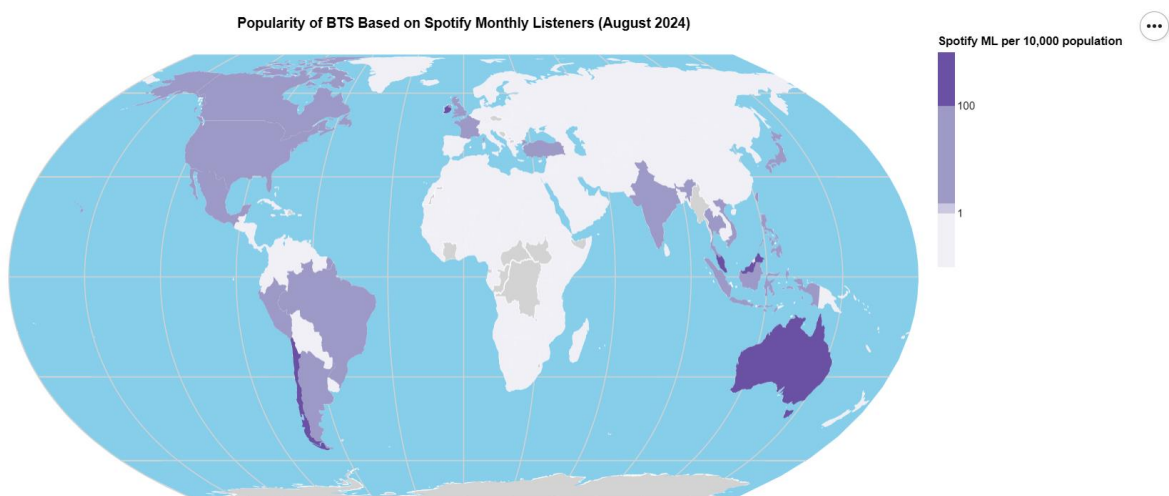 Popularity of BTS Based on Spotify Monthly Listeners (August 2024)
Spotify ML per 10,000 population
100
1